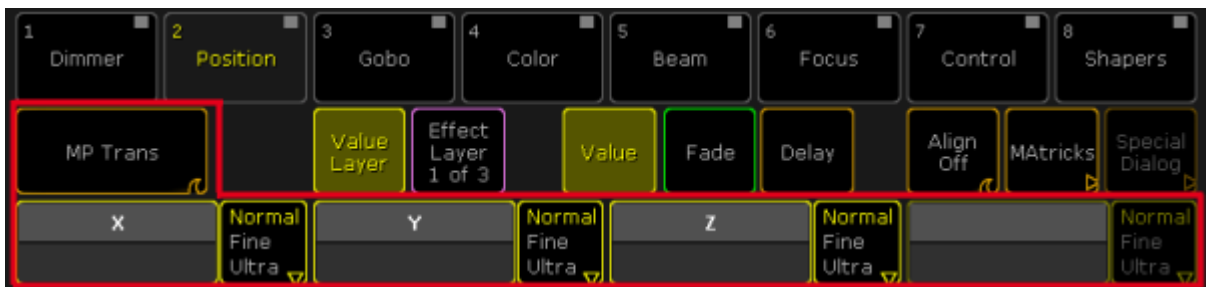 1 Dimmer
2 Position
3 Gobo
4 Color
5 Beam
6 Focus
7 Control
8 Shapers
MP Trans
Value
Layer
Effect
Layer
1 of 3
Value
Fade
Delay
Align
Off
MAtricks
Special
Dialog
X
Normal
Fine
Ultra
Y
Normal
Fine
Ultra
Z
Normal
Fine
Ultra
Normal
Fine
Ultra